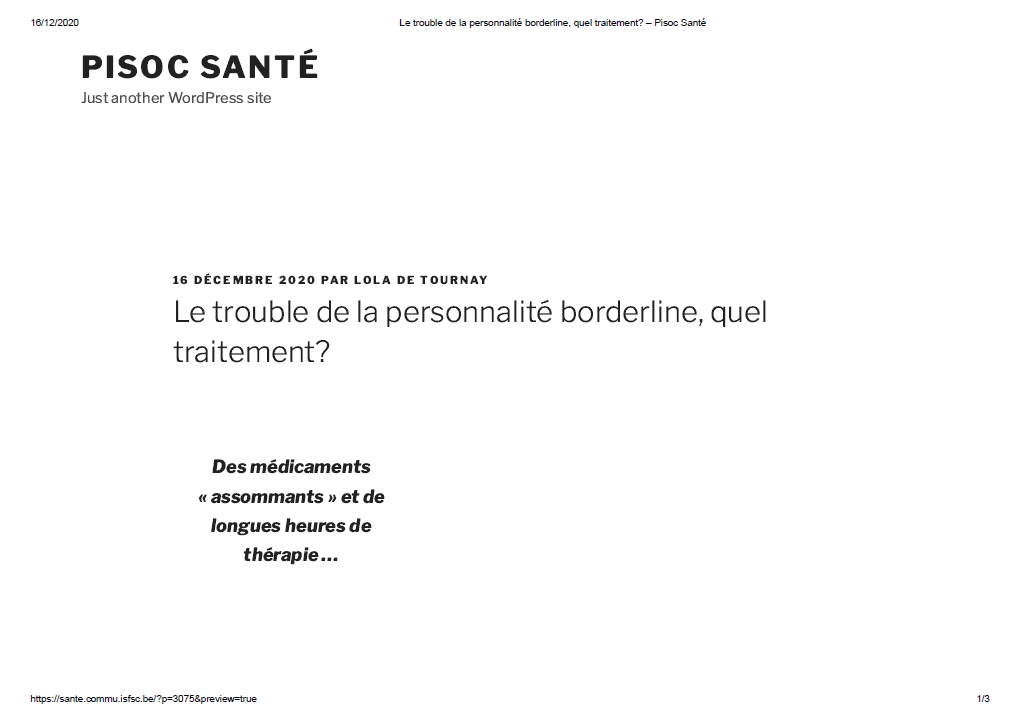 16/12/2020
Le trouble de la personnalité borderline, quel traitement? – Pisoc Santé
PISOC SANTÉ
Just another WordPress site
16 DÉCEMBRE 2020 PAR LOLA DE TOURNAY
Le trouble de la personnalité borderline, quel
traitement?
Des médicaments
« assommants » et de
longues heures de
thérapie…
https://sante.commu.isfsc.be/?p=3075&preview=true
1/3